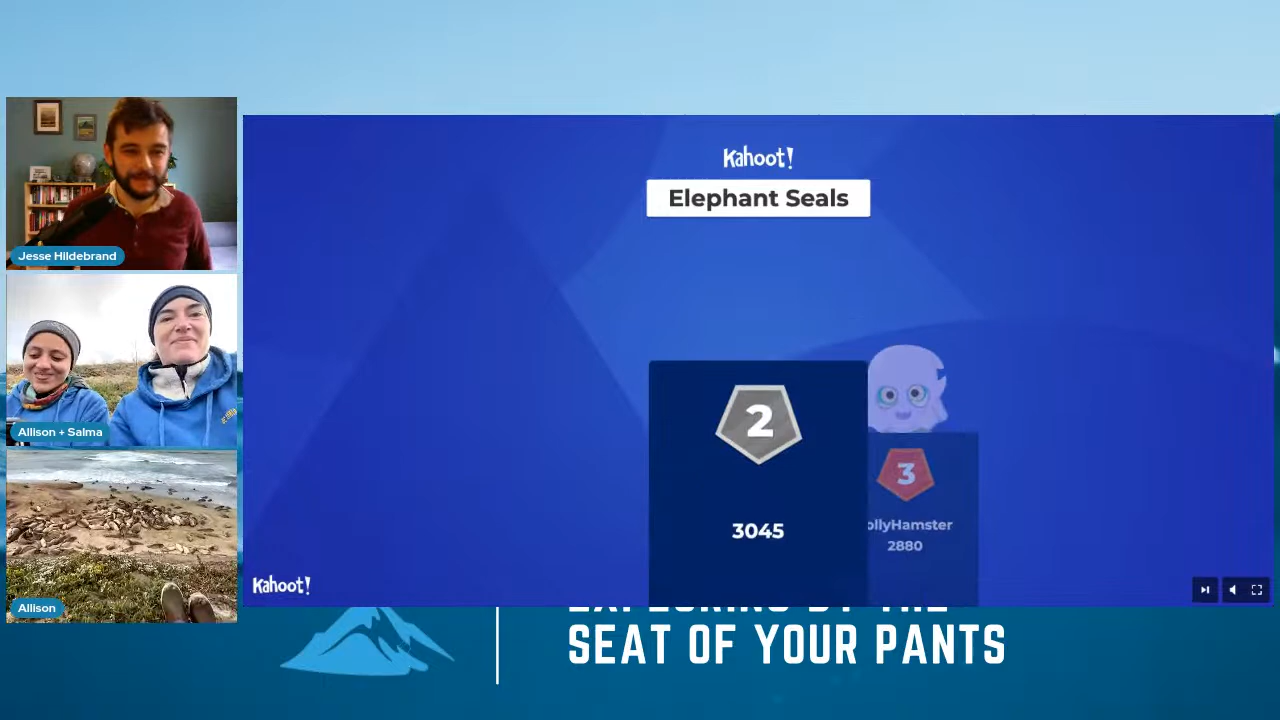 Kahoot!
Elephant Seals
Jesse Hildebrand
2
3
Allison + Salma
3045
ollyHamster
2880
Kahoot!
Allison
SEAT OF YOUR PANTS